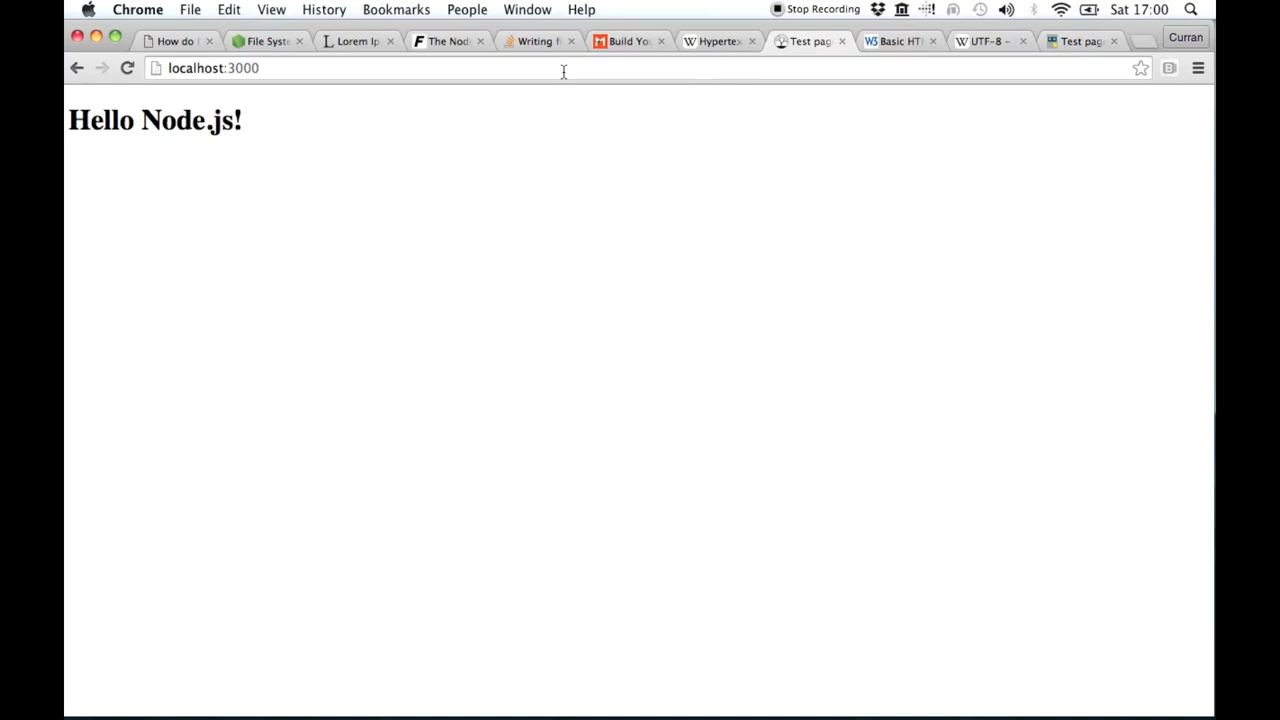 Chrome File Edit View History Bookmarks People Window Help Stop Recording Sat 17:00
How do File Syste Lorem Ip The Nod Writing fi Build Yo Hypertex Test pag Basic HT UTF-8 - Test pag Curran
localhost:3000
Hello Node.js!